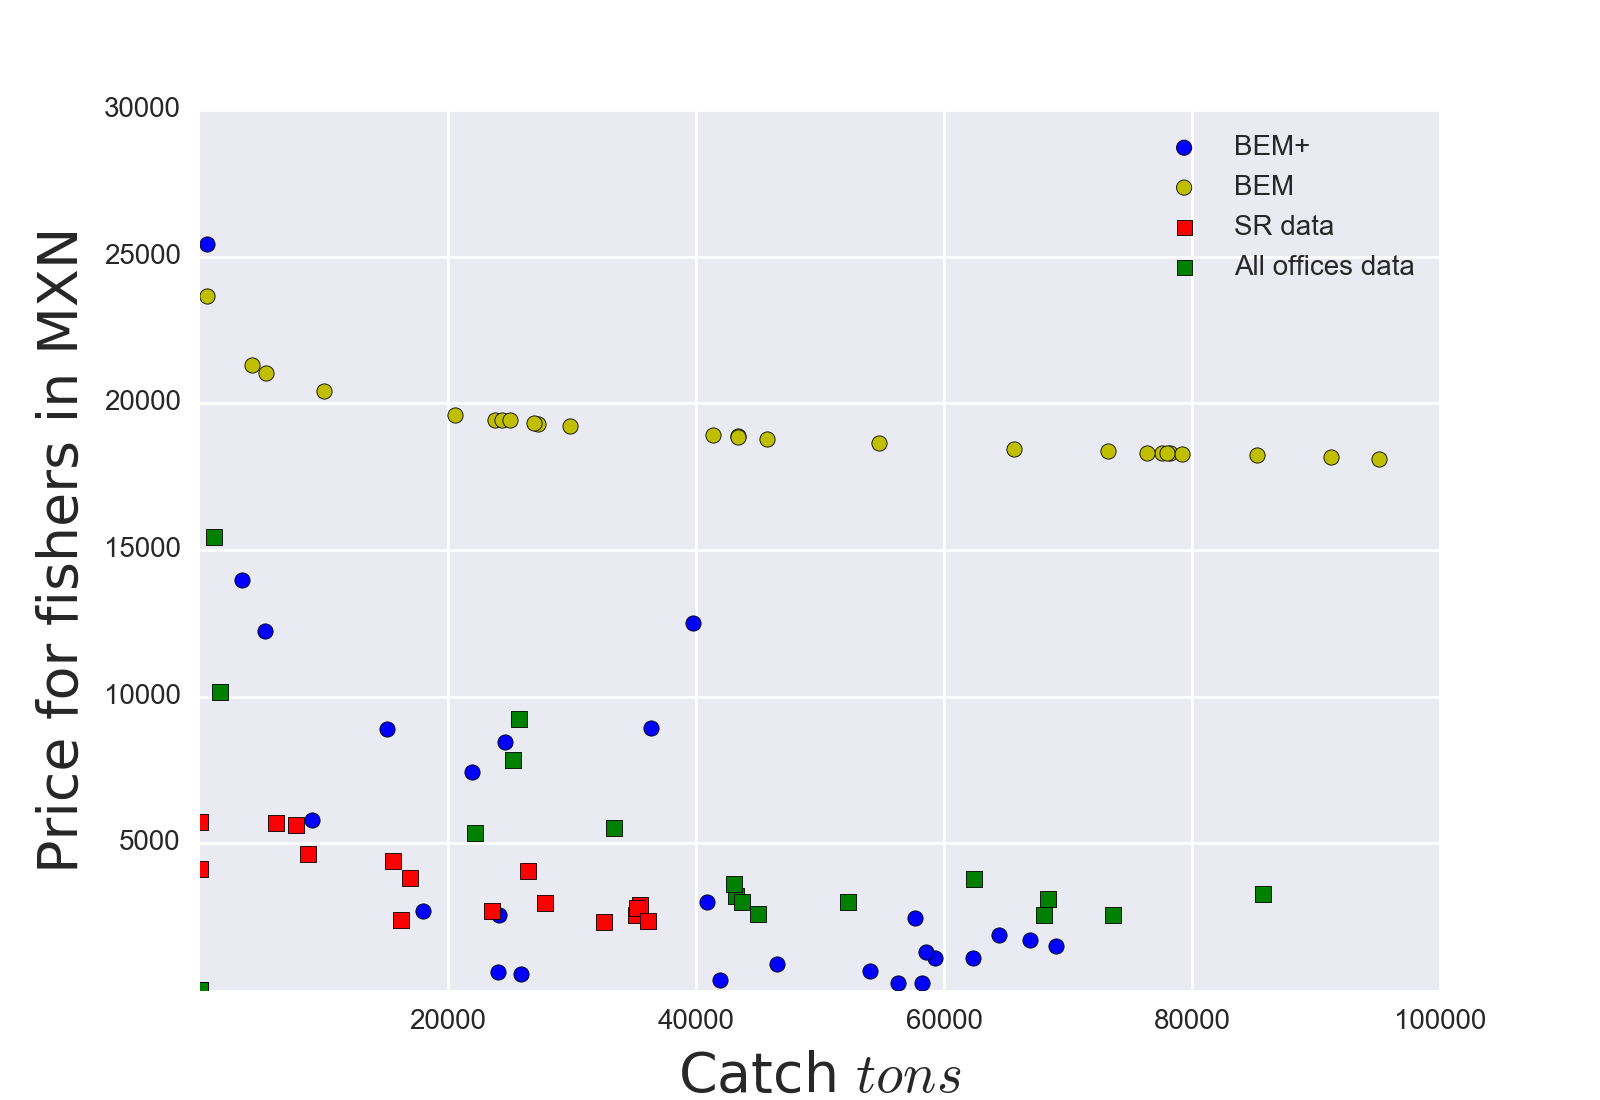 30000
25000
20000
15000
10000
5000
20000 40000 60000 80000 100000
Price for fishers in MXN
Catch tons
BEM+
BEM
SR data
All offices data